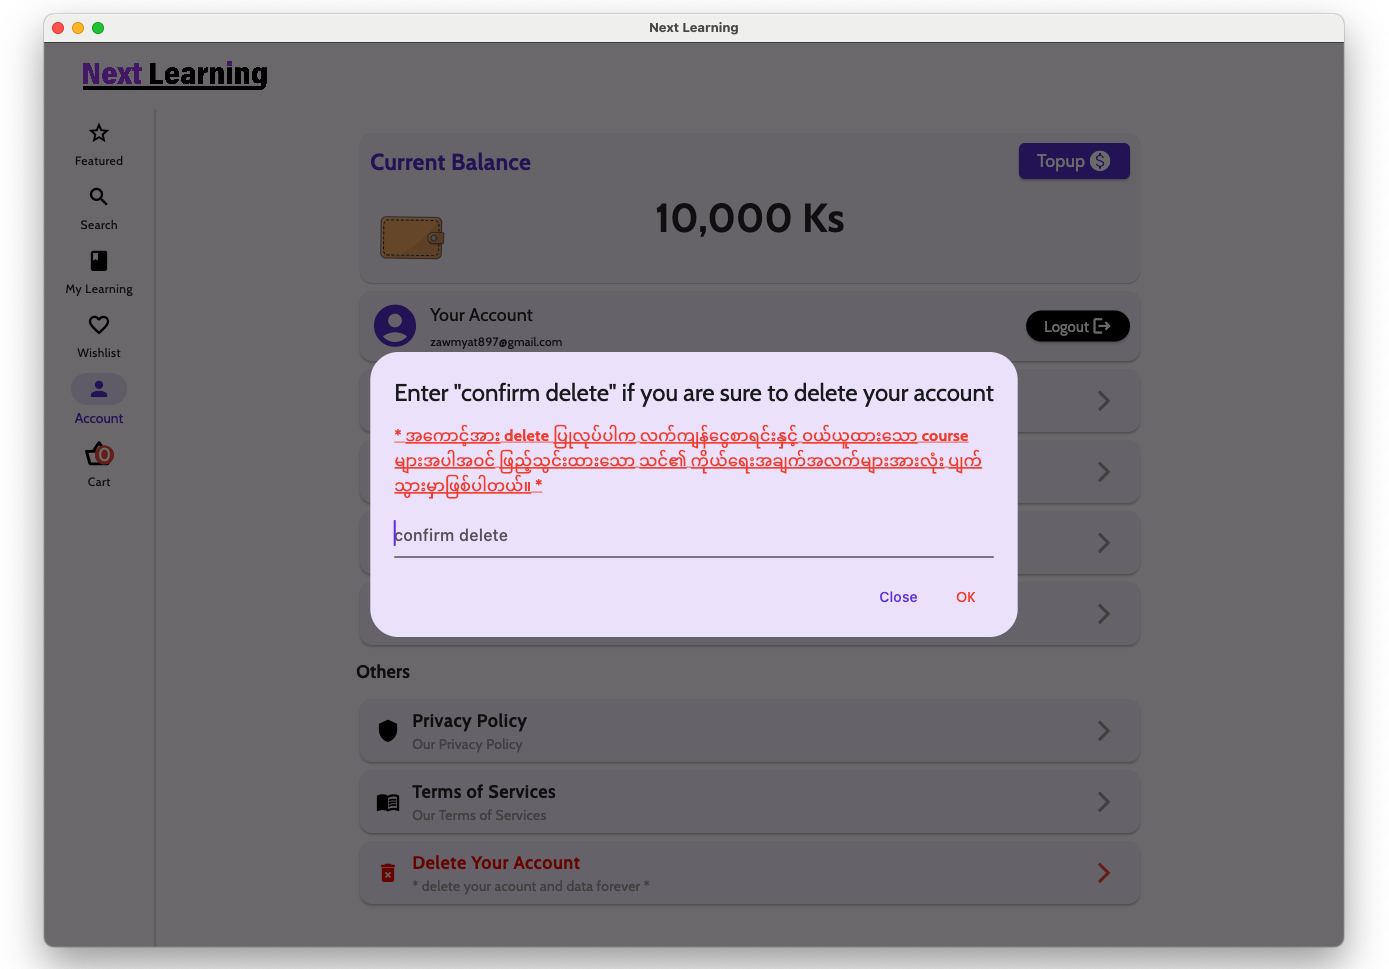 Next Learning
Next Learning
Featured
Search
My Learning
Wishlist
Account
0
Cart
Current Balance
Topup $
10,000 Ks
Your Account
zawmyat897@gmail.com
Logout
Enter "confirm delete" if you are sure to delete your account
* အကောင့်အား delete ပြုလုပ်ပါက လက်ကျန်ငွေစာရင်းနှင့် ဝယ်ယူထားသော course
များအပါအဝင် ဖြည့်သွင်းထားသော သင်၏ ကိုယ်ရေးအချက်အလက်များအားလုံး ပျက်
သွားမှာဖြစ်ပါတယ်။ *
confirm delete
Close
OK
Others
Privacy Policy
Our Privacy Policy
Terms of Services
Our Terms of Services
Delete Your Account
* delete your acount and data forever *